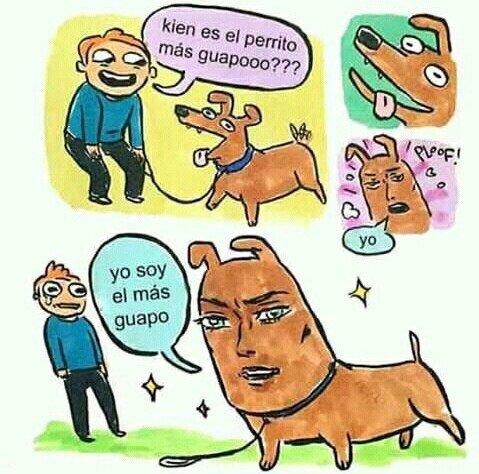 kien es el perrito
más guapooo???
¡PLOOF!
yo
yo soy
el más
guapo